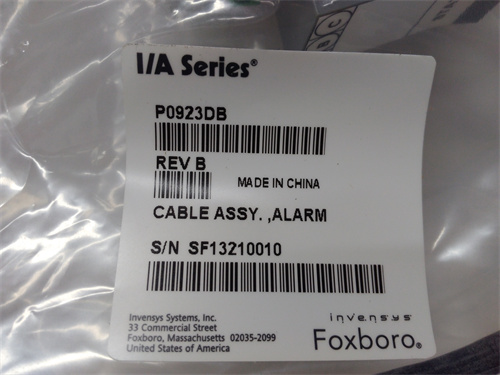 I/A Series®
P0923DB
REV B
MADE IN CHINA
CABLE ASSY. ,ALARM
S/N SF13210010
Invensys Systems, Inc.
33 Commercial Street
Foxboro, Massachusetts 02035-2099
United States of America
invensys
Foxboro®